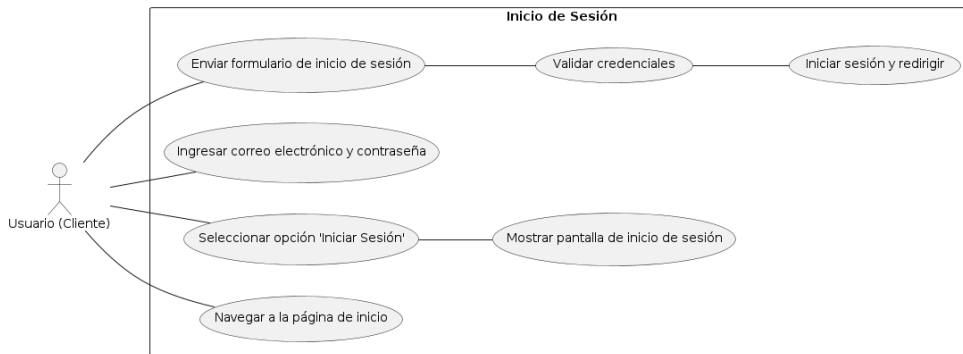 Inicio de Sesión
Enviar formulario de inicio de sesión
Validar credenciales
Iniciar sesión y redirigir
Ingresar correo electrónico y contraseña
Usuario (Cliente)
Seleccionar opción 'Iniciar Sesión'
Mostrar pantalla de inicio de sesión
Navegar a la página de inicio